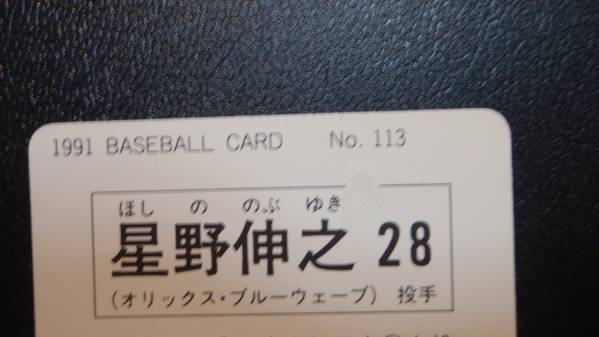 1991 BASEBALL CARD No. 113
ほし の のぶ ゆき
星野伸之 28
(オリックス・ブルーウェーブ) 投手